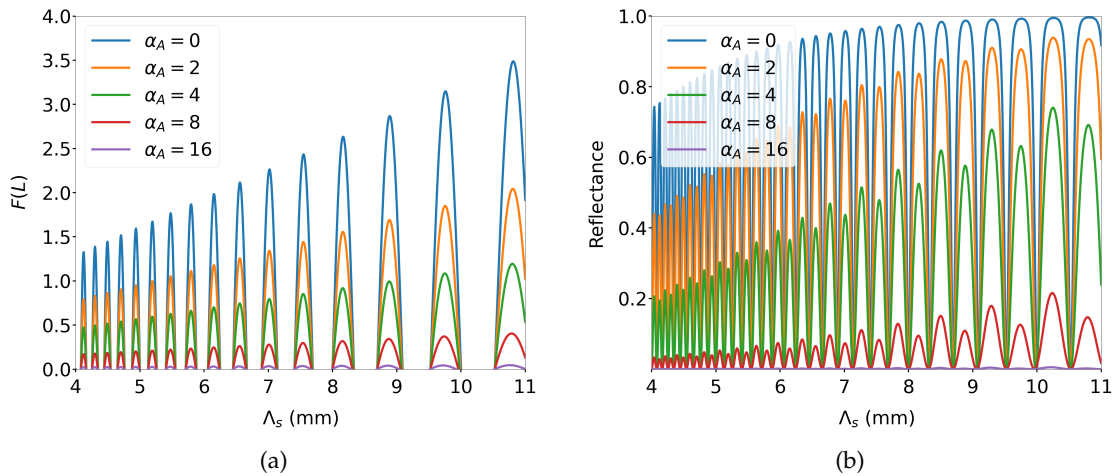 α_A = 0
α_A = 2
α_A = 4
α_A = 8
α_A = 16
F(L)
4.0
3.5
3.0
2.5
2.0
1.5
1.0
0.5
0.0
4 5 6 7 8 9 10 11
Λ_s (mm)
(a)
α_A = 0
α_A = 2
α_A = 4
α_A = 8
α_A = 16
Reflectance
1.0
0.8
0.6
0.4
0.2
4 5 6 7 8 9 10 11
Λ_s (mm)
(b)